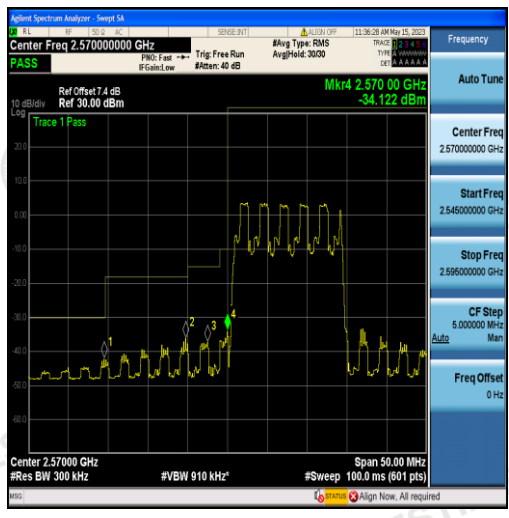 Agilent Spectrum Analyzer - Swept SA
RL RF 50 Ω AC SENSE:INT ALIGN OFF 11:36:28 AM May 15, 2023
Center Freq 2.570000000 GHz
PASS
PNO: Fast
IFGain:Low
Trig: Free Run
#Atten: 40 dB
#Avg Type: RMS
Avg|Hold: 30/30
TRACE 1 2 3 4 5 6
TYPE A
DET A A A A A A
Frequency
Mkr4 2.570 00 GHz
-34.122 dBm
Ref Offset 7.4 dB
10 dB/div Ref 30.00 dBm
Log
Trace 1 Pass
20.0
10.0
0.00
-10.0
-20.0
-30.0
-40.0
-50.0
-60.0
1
2
3
4
Center 2.57000 GHz
Span 50.00 MHz
#Res BW 300 kHz
#VBW 910 kHz*
#Sweep 100.0 ms (601 pts)
Auto Tune
Center Freq
2.570000000 GHz
Start Freq
2.545000000 GHz
Stop Freq
2.595000000 GHz
CF Step
5.000000 MHz
Auto Man
Freq Offset
0 Hz
MSG
STATUS
Align Now, All required